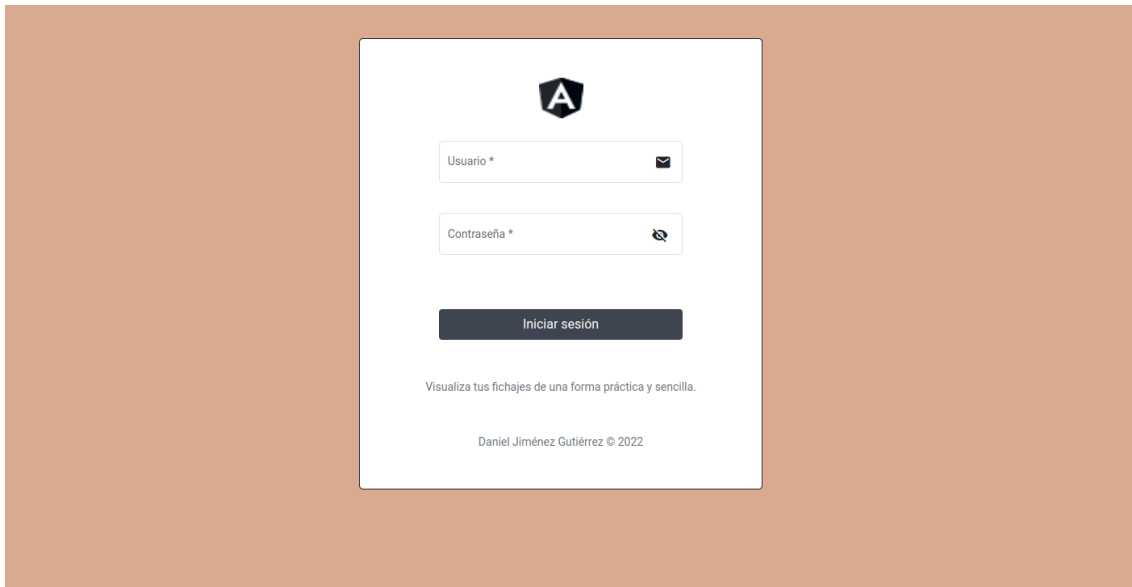 A
Usuario *
Contraseña *
Iniciar sesión
Visualiza tus fichajes de una forma práctica y sencilla.
Daniel Jiménez Gutiérrez © 2022